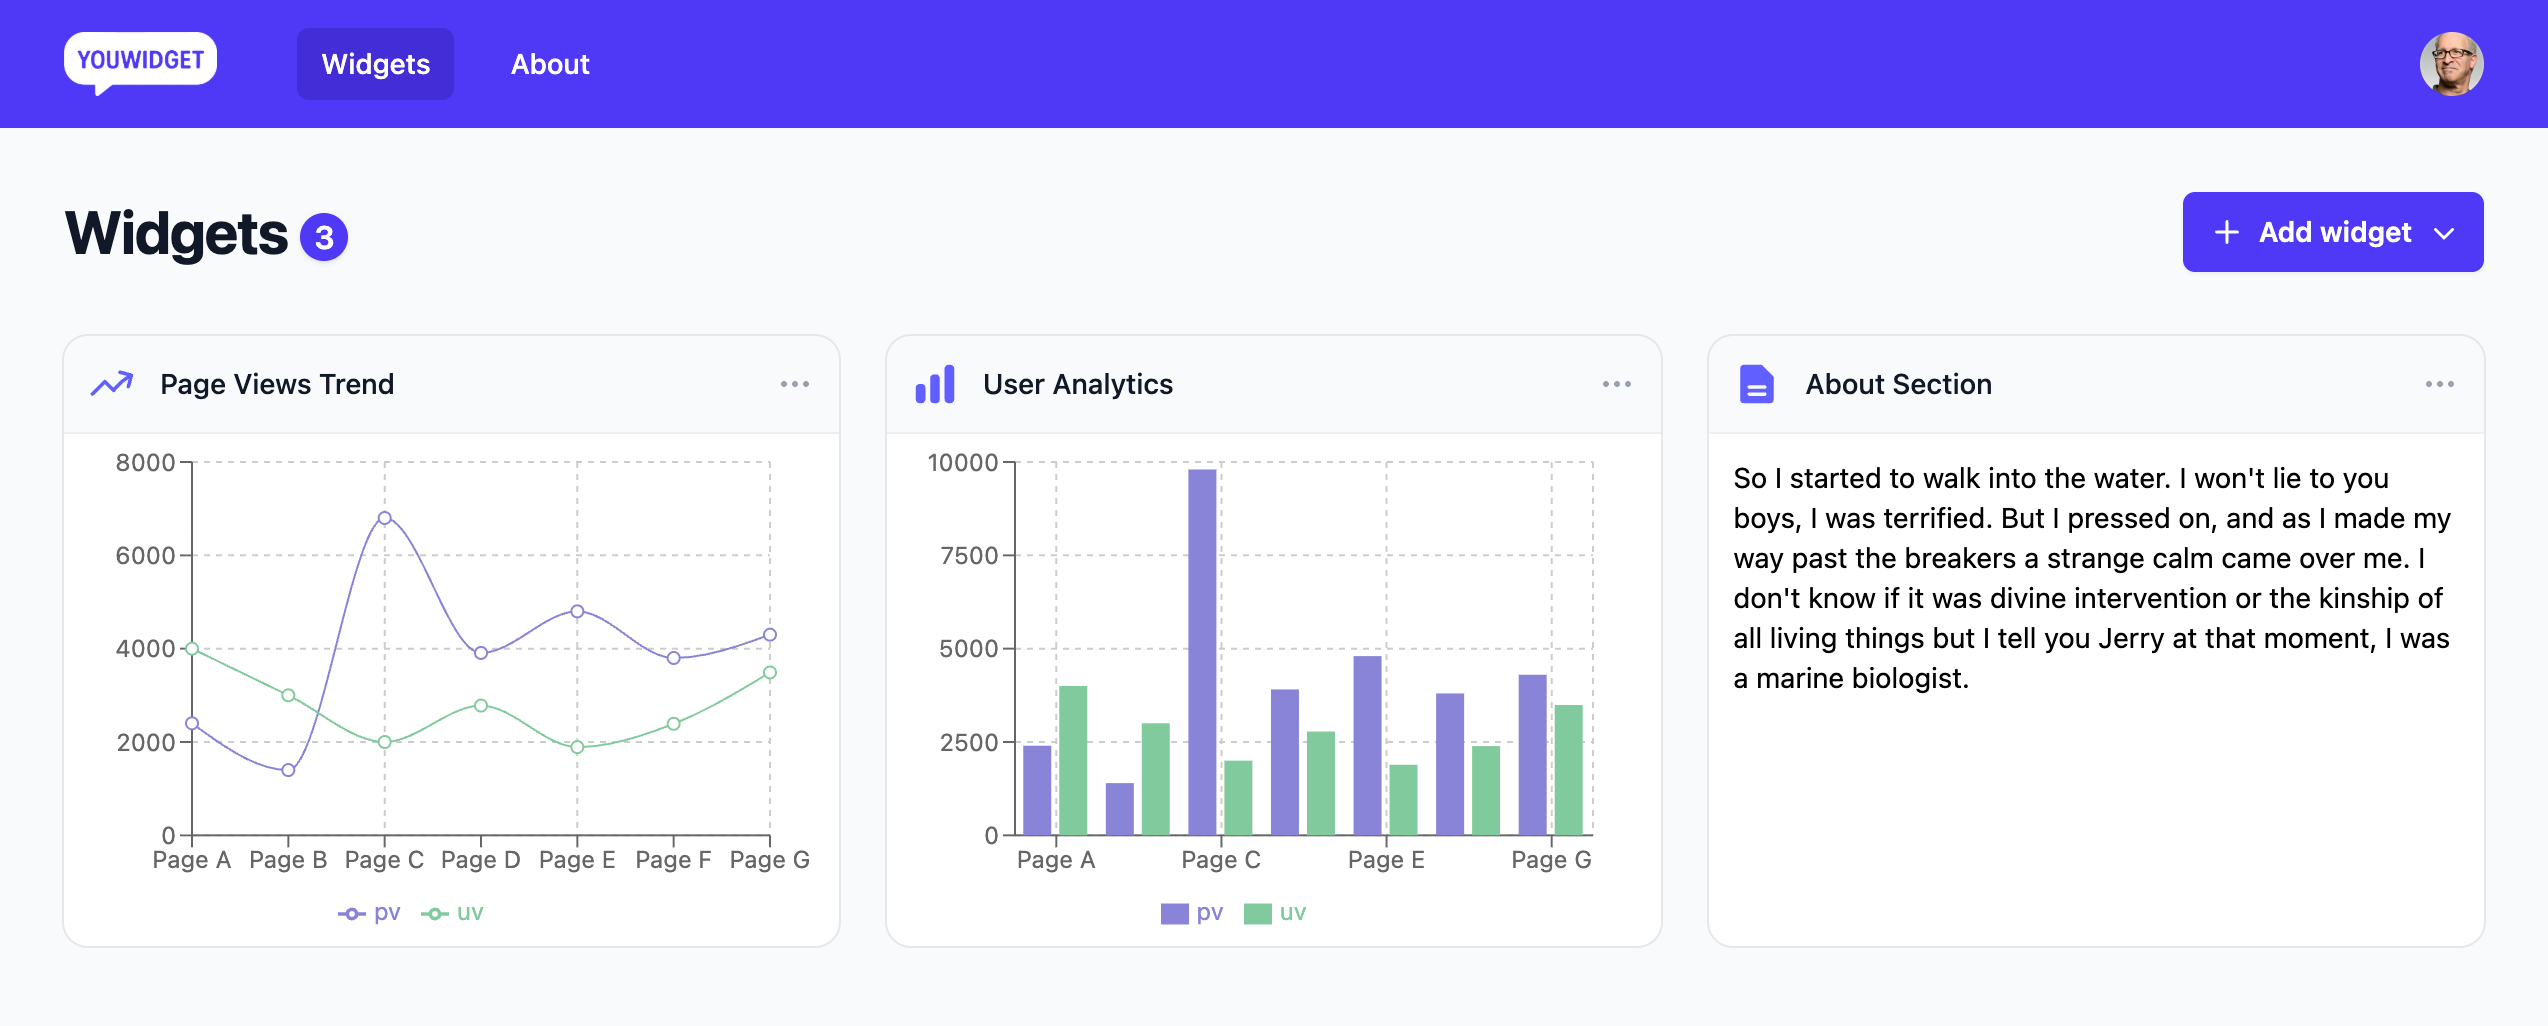 YOUWIDGET
Widgets
About
Widgets 3
Add widget
Page Views Trend
8000
6000
4000
2000
0
Page A Page B Page C Page D Page E Page F Page G
pv uv
User Analytics
10000
7500
5000
2500
0
Page A Page C Page E Page G
pv uv
About Section
So I started to walk into the water. I won't lie to you
boys, I was terrified. But I pressed on, and as I made my
way past the breakers a strange calm came over me. I
don't know if it was divine intervention or the kinship of
all living things but I tell you Jerry at that moment, I was
a marine biologist.